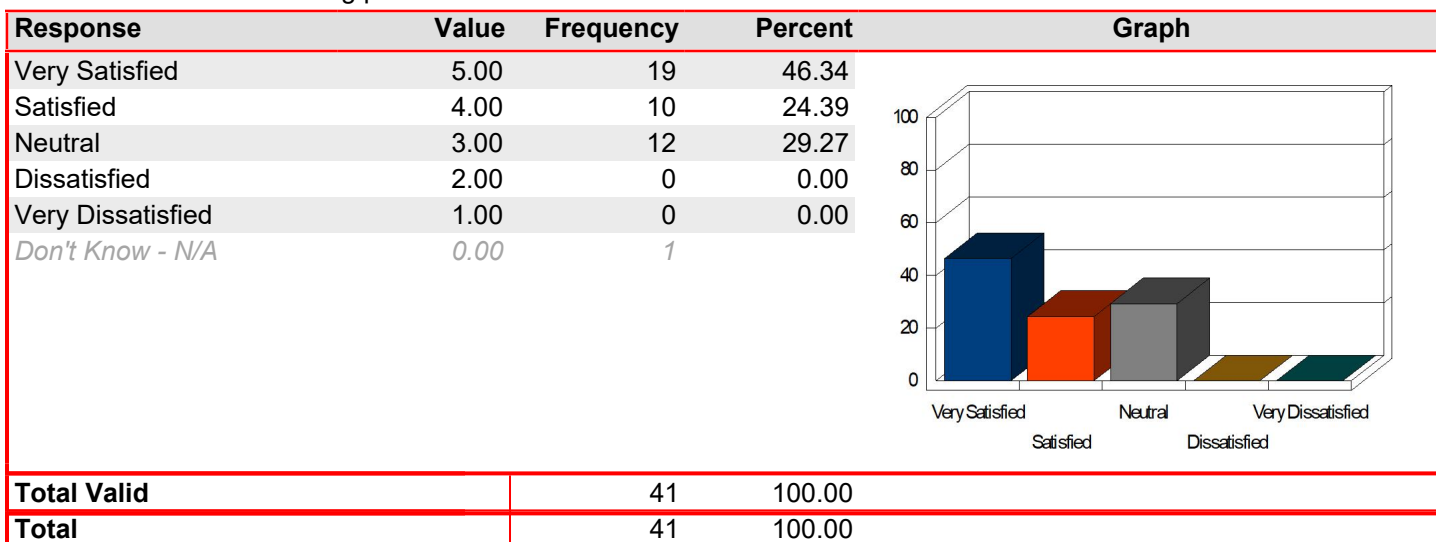 Response Value Frequency Percent Graph
Very Satisfied 5.00 19 46.34
Satisfied 4.00 10 24.39
Neutral 3.00 12 29.27
Dissatisfied 2.00 0 0.00
Very Dissatisfied 1.00 0 0.00
Don't Know - N/A 0.00 1
100
80
60
40
20
0
Very Satisfied Neutral Very Dissatisfied
Satisfied Dissatisfied
Total Valid 41 100.00
Total 41 100.00